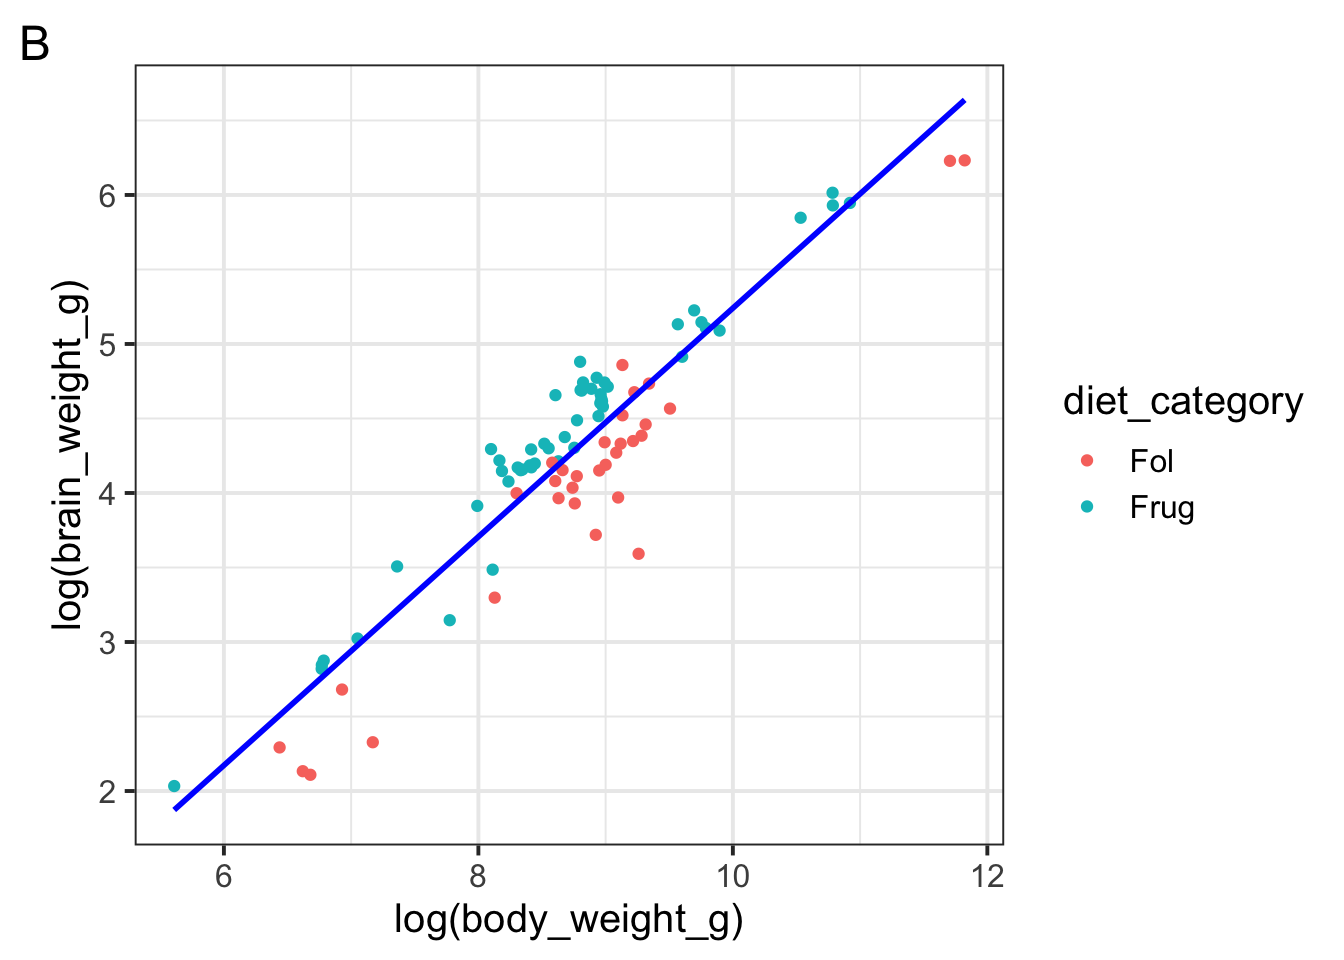 B
log(brain_weight_g)
6
5
4
3
2
6 8 10 12
log(body_weight_g)
diet_category
Fol
Frug